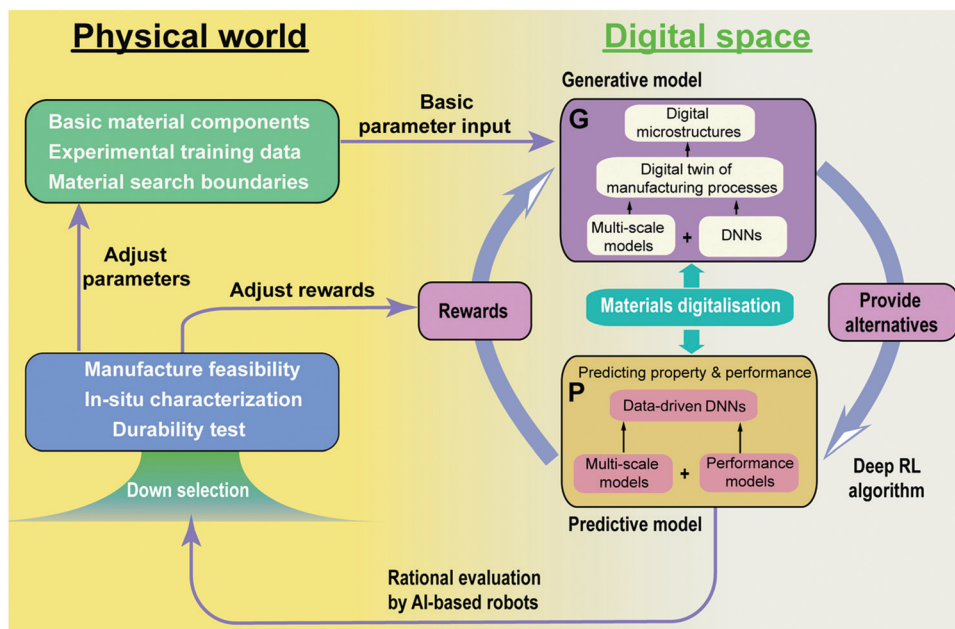 Physical world
Digital space
Generative model
Basic material components
Experimental training data
Material search boundaries
Basic
parameter input
G
Digital
microstructures
Digital twin of
manufacturing processes
Multi-scale
models
+
DNNs
Adjust
parameters
Adjust rewards
Rewards
Materials digitalisation
Provide
alternatives
Manufacture feasibility
In-situ characterization
Durability test
Down selection
Predicting property & performance
P
Data-driven DNNs
Multi-scale
models
+
Performance
models
Predictive model
Deep RL
algorithm
Rational evaluation
by AI-based robots